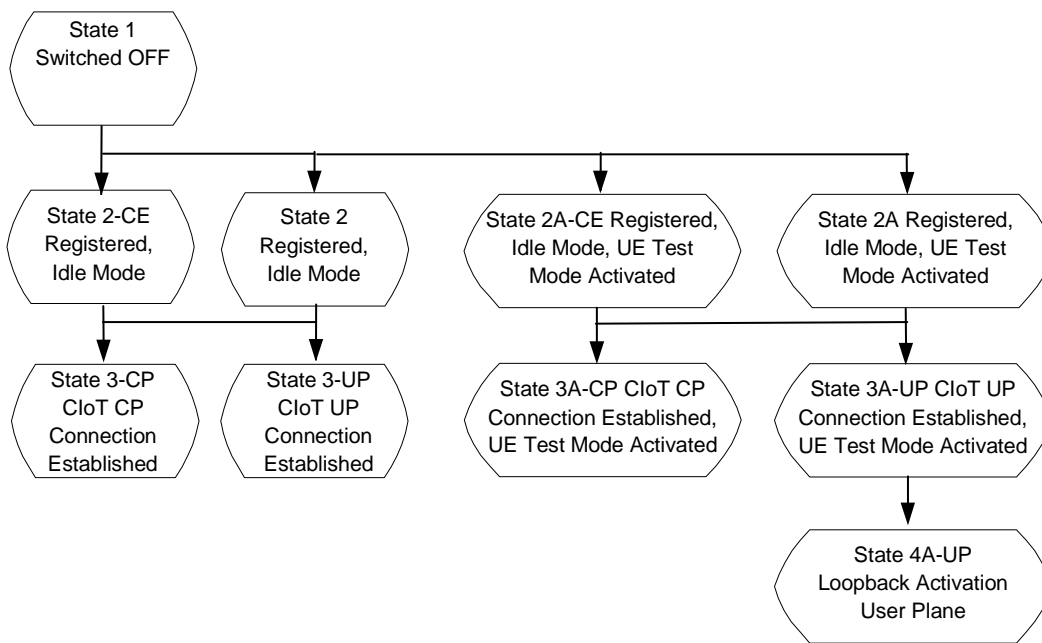 State 1
Switched OFF
State 2-CE
Registered,
Idle Mode
State 2
Registered,
Idle Mode
State 2A-CE Registered,
Idle Mode, UE Test
Mode Activated
State 2A Registered,
Idle Mode, UE Test
Mode Activated
State 3-CP
CIoT CP
Connection
Established
State 3-UP
CIoT UP
Connection
Established
State 3A-CP CIoT CP
Connection Established,
UE Test Mode Activated
State 3A-UP CIoT UP
Connection Established,
UE Test Mode Activated
State 4A-UP
Loopback Activation
User Plane